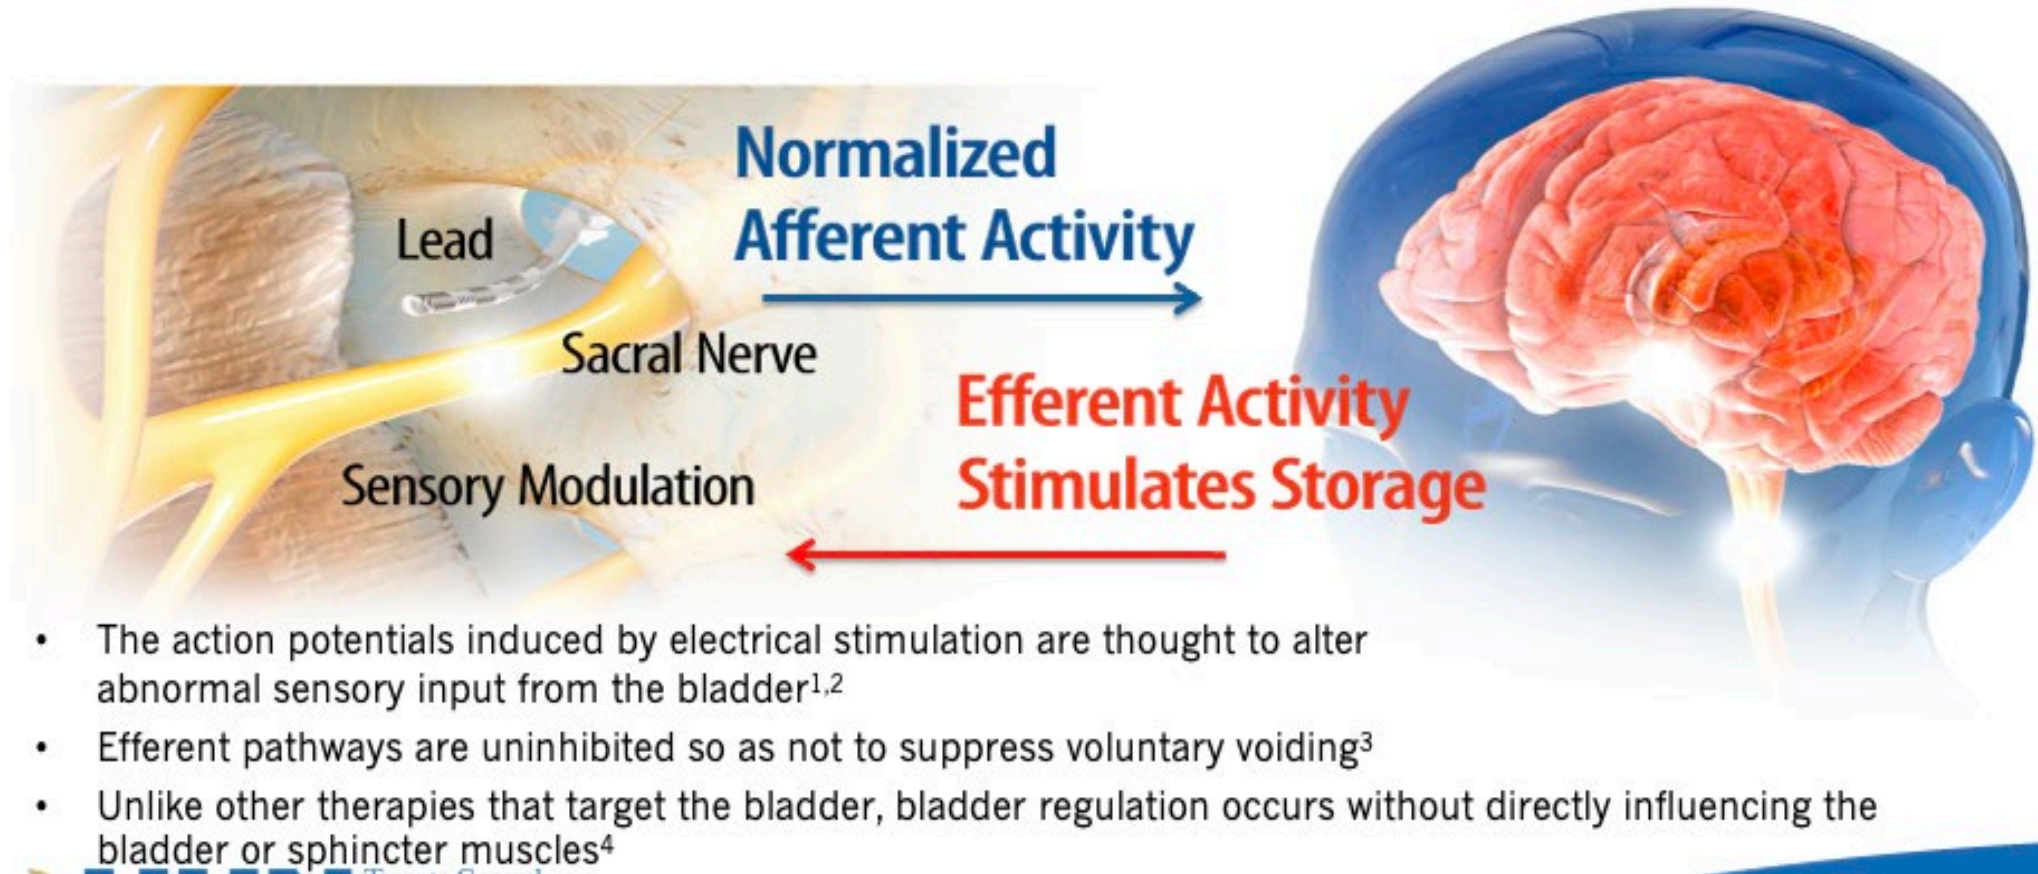 Normalized
Afferent Activity
Lead
Sacral Nerve
Efferent Activity
Stimulates Storage
Sensory Modulation
• The action potentials induced by electrical stimulation are thought to alter
abnormal sensory input from the bladder1,2
• Efferent pathways are uninhibited so as not to suppress voluntary voiding3
• Unlike other therapies that target the bladder, bladder regulation occurs without directly influencing the
bladder or sphincter muscles4